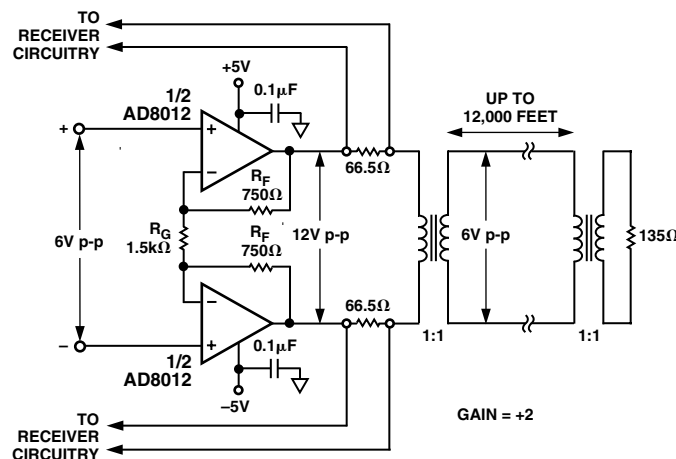 TO
RECEIVER
CIRCUITRY
+5V
0.1µF
1/2
AD8012
UP TO
12,000 FEET
+
+
–
66.5Ω
R_F
750Ω
R_G
1.5kΩ
6V p-p
12V p-p
6V p-p
135Ω
R_F
750Ω
–
+
–
66.5Ω
1:1
1:1
1/2
AD8012
0.1µF
–5V
GAIN = +2
TO
RECEIVER
CIRCUITRY